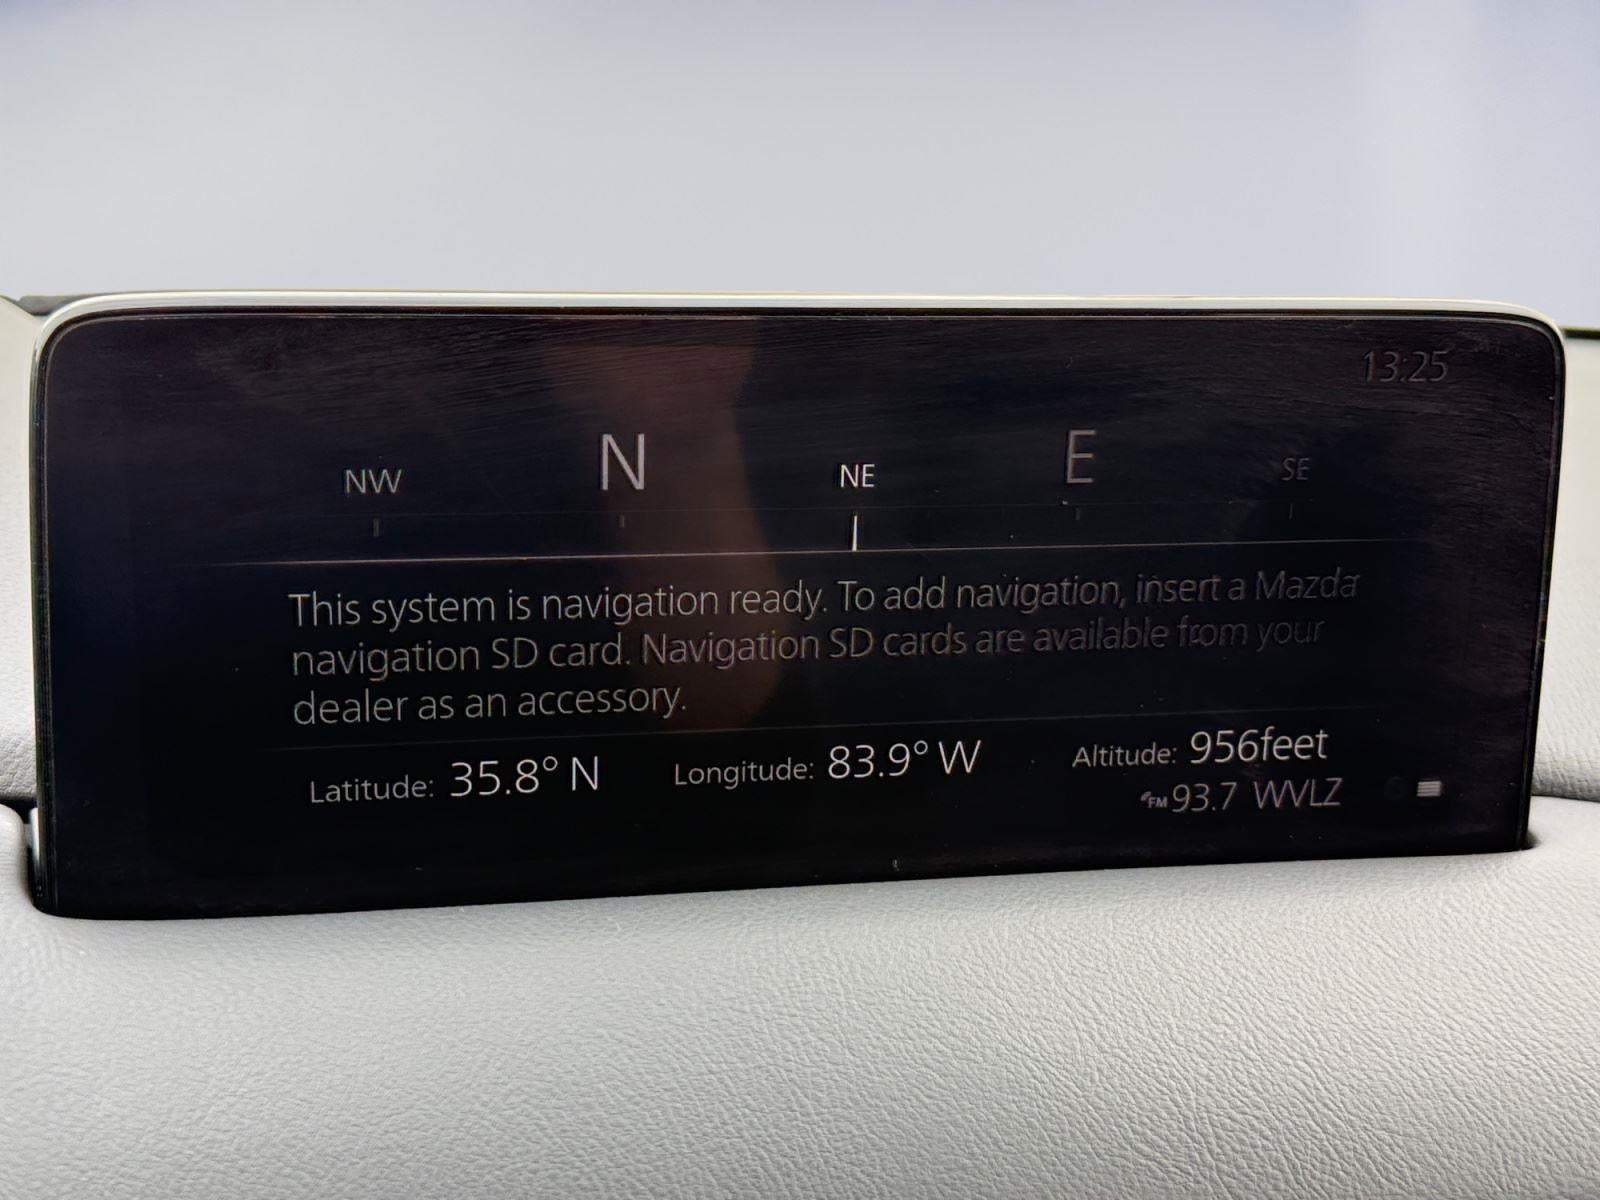 13:25
NW N NE E SE
This system is navigation ready. To add navigation, insert a Mazda
navigation SD card. Navigation SD cards are available from your
dealer as an accessory.
Latitude: 35.8° N Longitude: 83.9° W Altitude: 956feet
FM 93.7 WVLZ